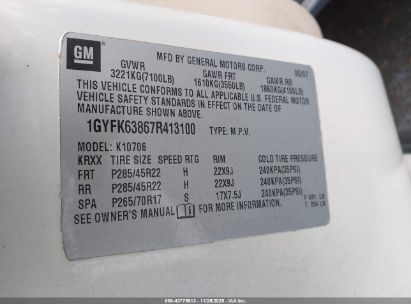 GM
MFD BY GENERAL MOTORS CORP.
GVWR GAWR FRT GAWR RR 05/07
3221KG(7100LB) 1610KG(3550LB) 1860KG(4100LB)
THIS VEHICLE CONFORMS TO ALL APPLICABLE U.S. FEDERAL MOTOR
VEHICLE SAFETY STANDARDS IN EFFECT ON THE DATE OF
MANUFACTURE SHOWN ABOVE.
1GYFK63867R413100 TYPE: M.P.V.
MODEL: K10706
KRXX TIRE SIZE SPEED RTG RIM COLD TIRE PRESSURE
FRT P285/45R22 H 22X9J 240KPA(35PSI)
RR P285/45R22 H 22X9J 240KPA(35PSI)
SPA P265/70R17 S 17X7.5J 240KPA(35PSI)
SEE OWNER'S MANUAL FOR MORE INFORMATION.